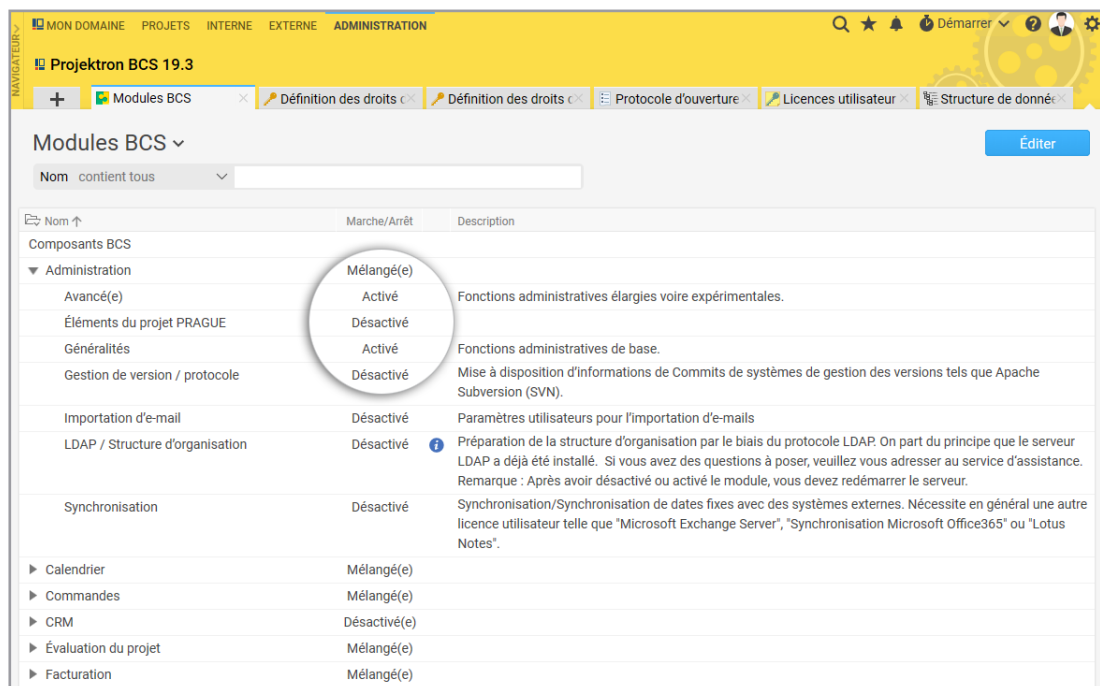 MON DOMAINE PROJETS INTERNE EXTERNE ADMINISTRATION Démarrer
NAVIGATEUR
Projektron BCS 19.3
Modules BCS Définition des droits Définition des droits Protocole d'ouverture Licences utilisateur Structure de donnée
Modules BCS
Éditer
Nom contient tous
Nom Marche/Arrêt Description
Composants BCS
Administration Mélangé(e)
Avancé(e) Activé Fonctions administratives élargies voire expérimentales.
Éléments du projet PRAGUE Désactivé
Généralités Activé Fonctions administratives de base.
Gestion de version / protocole Désactivé Mise à disposition d'informations de Commits de systèmes de gestion des versions tels que Apache
Subversion (SVN).
Importation d'e-mail Désactivé Paramètres utilisateurs pour l'importation d'e-mails
LDAP / Structure d'organisation Désactivé Préparation de la structure d'organisation par le biais du protocole LDAP. On part du principe que le serveur
LDAP a déjà été installé. Si vous avez des questions à poser, veuillez vous adresser au service d'assistance.
Remarque : Après avoir désactivé ou activé le module, vous devez redémarrer le serveur.
Synchronisation Désactivé Synchronisation/Synchronisation de dates fixes avec des systèmes externes. Nécessite en général une autre
licence utilisateur telle que "Microsoft Exchange Server", "Synchronisation Microsoft Office365" ou "Lotus
Notes".
Calendrier Mélangé(e)
Commandes Mélangé(e)
CRM Désactivé(e)
Évaluation du projet Mélangé(e)
Facturation Mélangé(e)